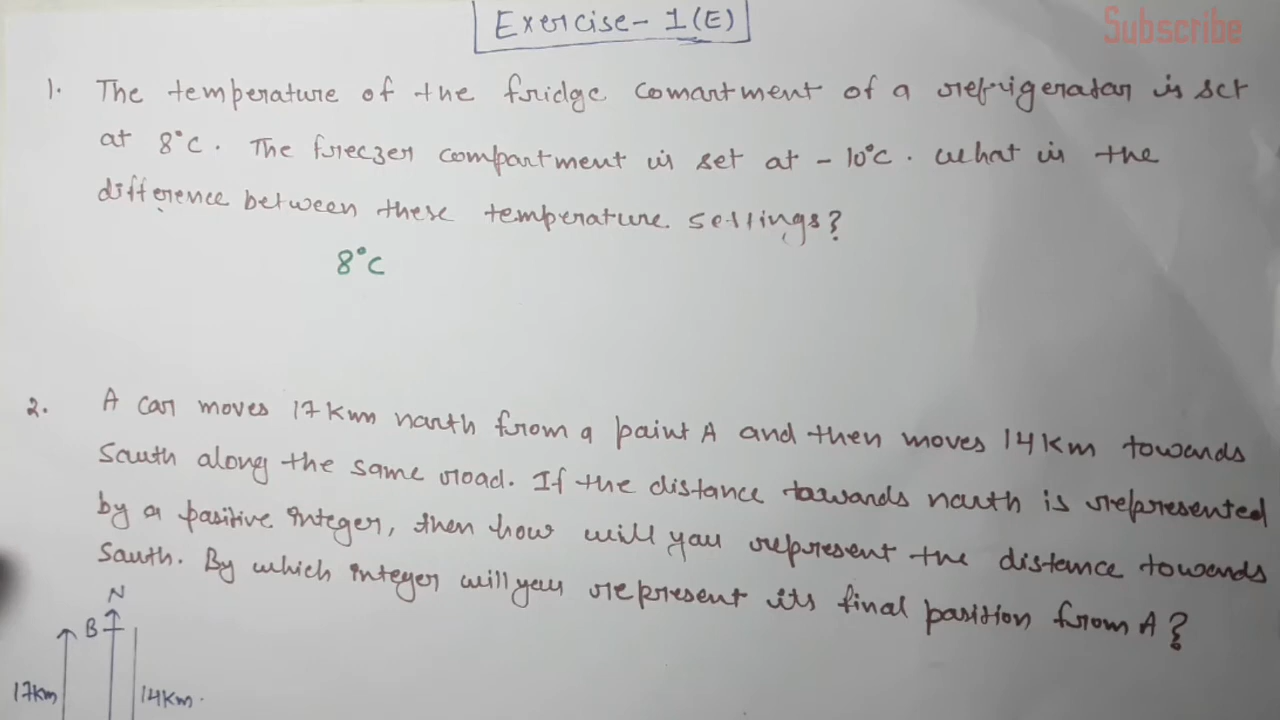 Exercise- 1(E)
Subscribe
1. The temperature of the fridge comartment of a refrigerator is set
at 8°C. The freezer compartment is set at - 10°C. What is the
difference between these temperature settings?
8°C
2. A car moves 17 Km north from a point A and then moves 14 Km towards
South along the same road. If the distance towards north is represented
by a positive integer, then how will you represent the distance towards
South. By which integer will you represent its final position from A?
N
B
17km
14Km.